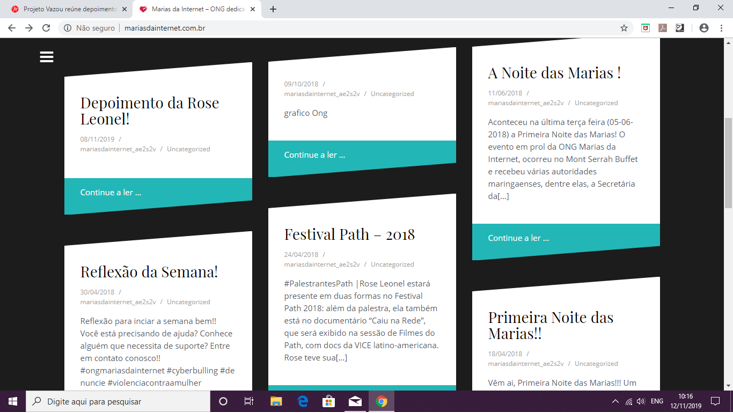 Projeto Vazou reúne depoiment
Marias da Internet – ONG dedica
Não seguro | mariasdainternet.com.br
Depoimento da Rose
Leonel!
08/11/2019 /
mariasdainternet_ae2s2v / Uncategorized
Continue a ler ...
Reflexão da Semana!
30/04/2018 /
mariasdainternet_ae2s2v / Uncategorized
Reflexão para inciar a semana bem!!
Você está precisando de ajuda? Conhece
alguém que necessita de suporte? Entre
em contato conosco!!
#ongmariasdainternet #cyberbulling #de
nuncie #violenciacontraamulher
09/10/2018 /
mariasdainternet_ae2s2v / Uncategorized
grafico Ong
Continue a ler ...
Festival Path – 2018
24/04/2018 /
mariasdainternet_ae2s2v / Uncategorized
#PalestrantesPath |Rose Leonel estará
presente em duas formas no Festival
Path 2018: além da palestra, ela também
está no documentário “Caiu na Rede”,
que será exibido na sessão de Filmes do
Path, com docs da VICE latino-americana.
Rose teve sua[...]
A Noite das Marias !
11/06/2018 /
mariasdainternet_ae2s2v / Uncategorized
Aconteceu na última terça feira (05-06-
2018) a Primeira Noite das Marias! O
evento em prol da ONG Marias da
Internet, ocorreu no Mont Serrah Buffet
e recebeu várias autoridades
maringaenses, dentre elas, a Secretária
da[...]
Continue a ler ...
Primeira Noite das
Marias!!
18/04/2018 /
mariasdainternet_ae2s2v / Uncategorized
Vêm ai, Primeira Noite das Marias!!! Um
Digite aqui para pesquisar
ENG
10:16
12/11/2019